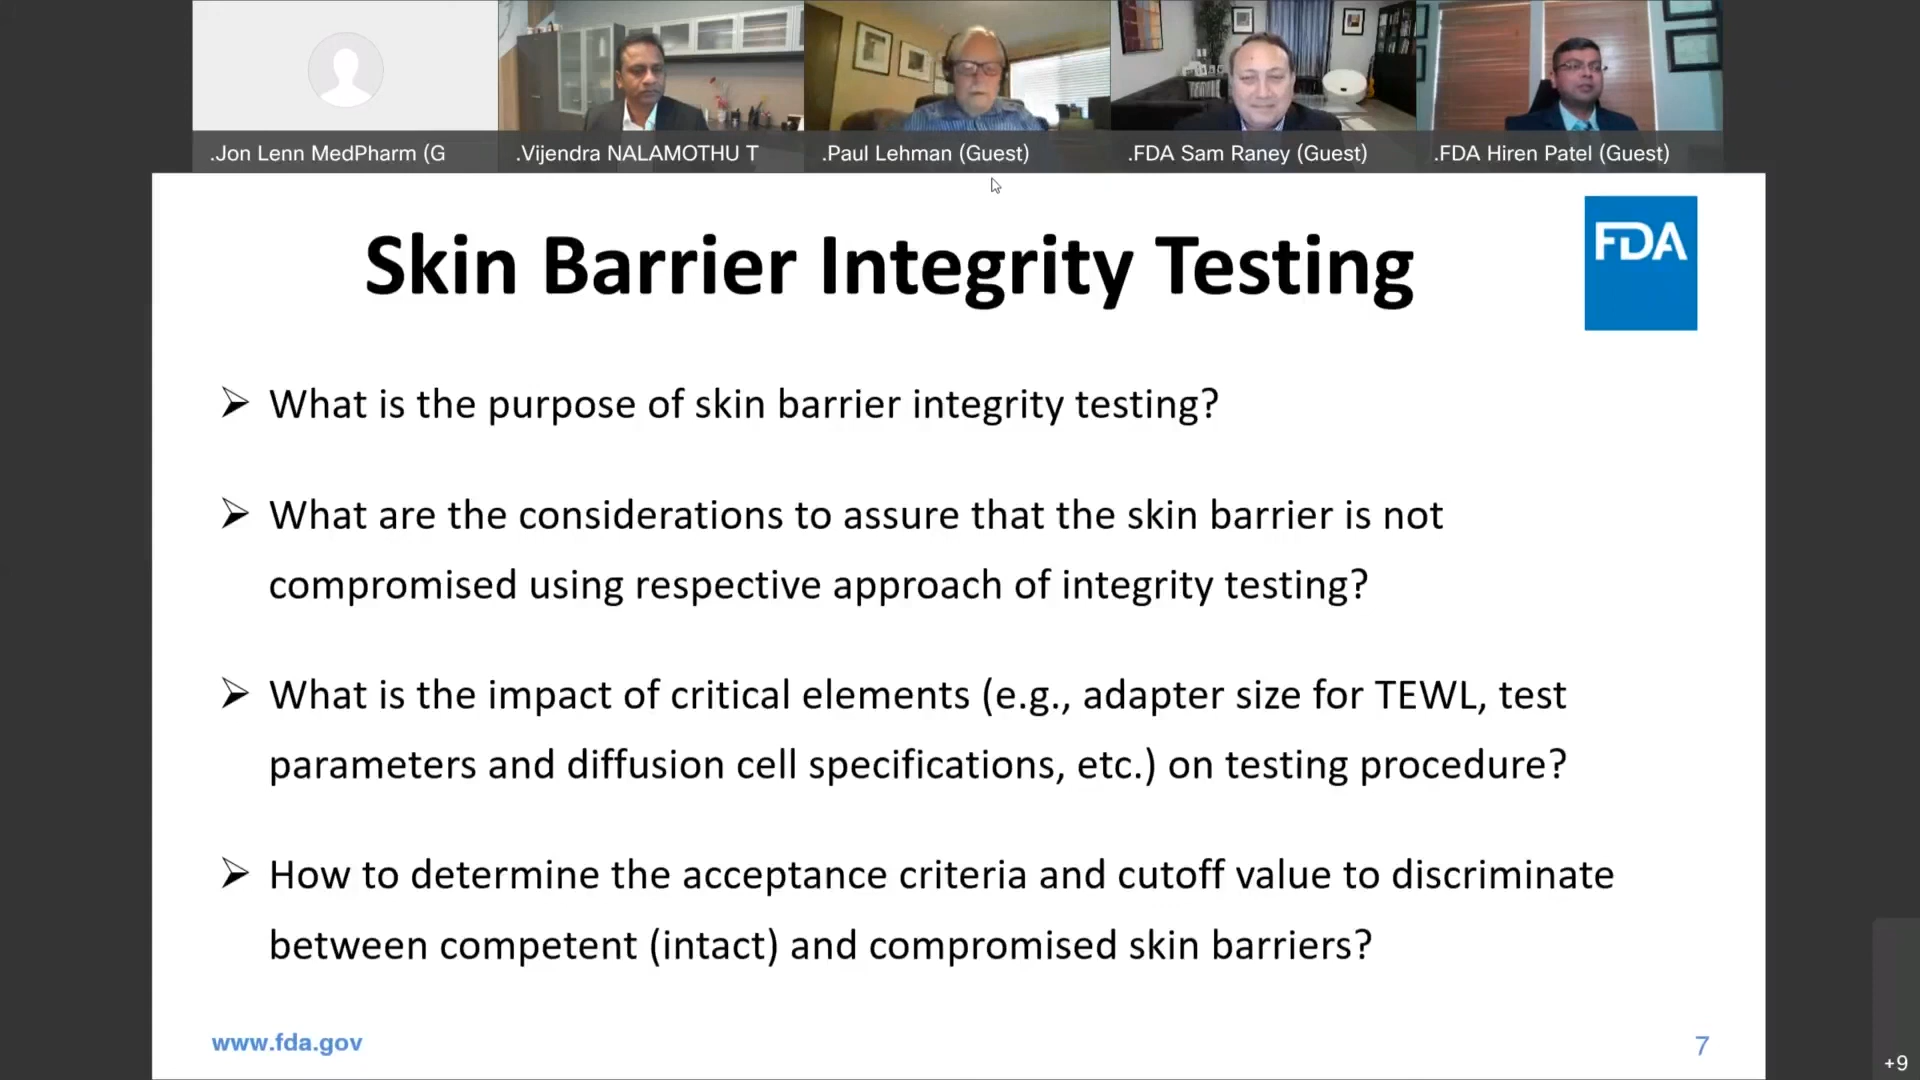 .Jon Lenn MedPharm (G
.Vijendra NALAMOTHU T
.Paul Lehman (Guest)
.FDA Sam Raney (Guest)
.FDA Hiren Patel (Guest)
Skin Barrier Integrity Testing
FDA
➢ What is the purpose of skin barrier integrity testing?
➢ What are the considerations to assure that the skin barrier is not
compromised using respective approach of integrity testing?
➢ What is the impact of critical elements (e.g., adapter size for TEWL, test
parameters and diffusion cell specifications, etc.) on testing procedure?
➢ How to determine the acceptance criteria and cutoff value to discriminate
between competent (intact) and compromised skin barriers?
www.fda.gov
7
+9